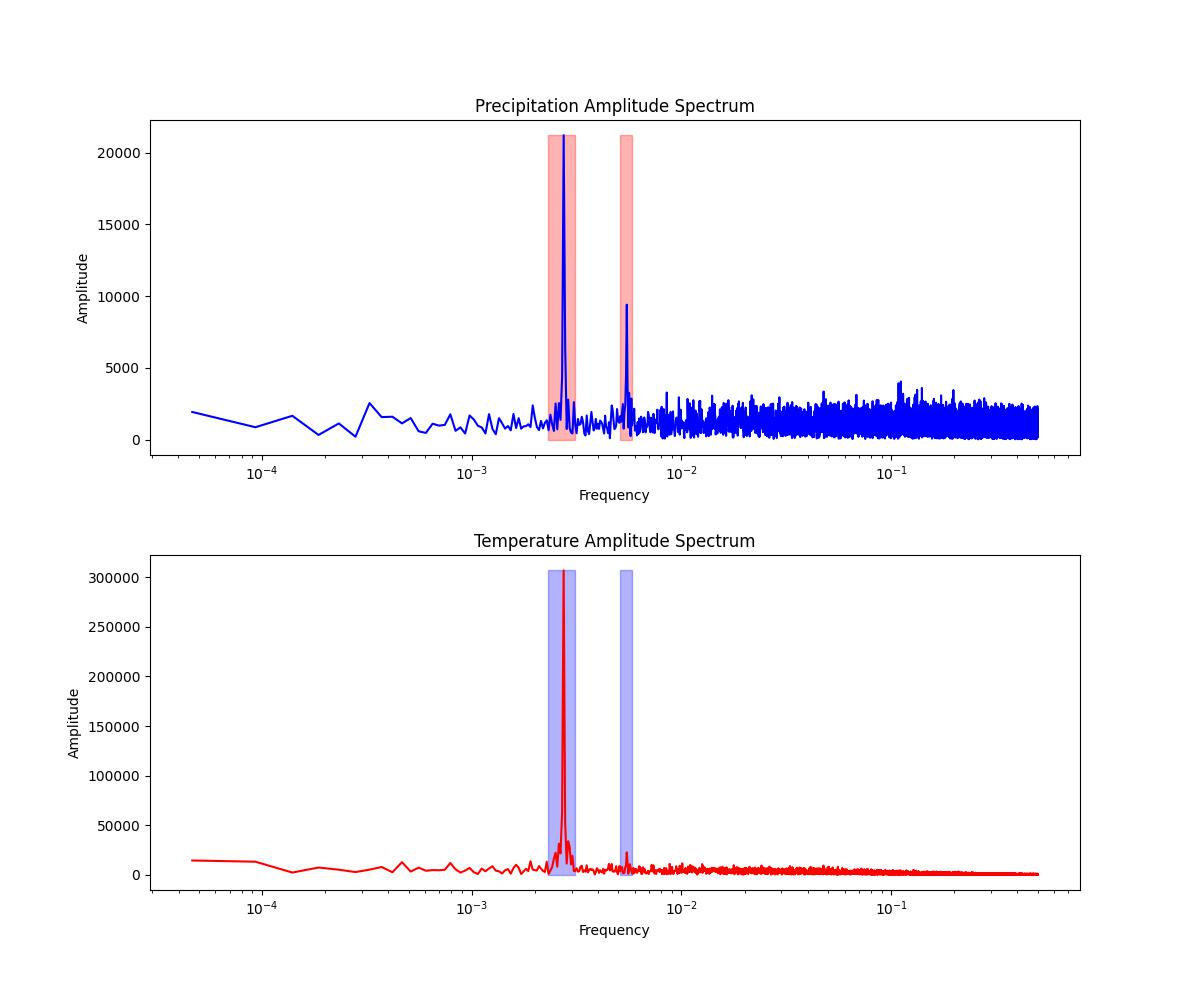 Precipitation Amplitude Spectrum
20000
15000
10000
5000
0
Amplitude
10⁻⁴ 10⁻³ 10⁻² 10⁻¹
Frequency
Temperature Amplitude Spectrum
300000
250000
200000
150000
100000
50000
0
Amplitude
10⁻⁴ 10⁻³ 10⁻² 10⁻¹
Frequency